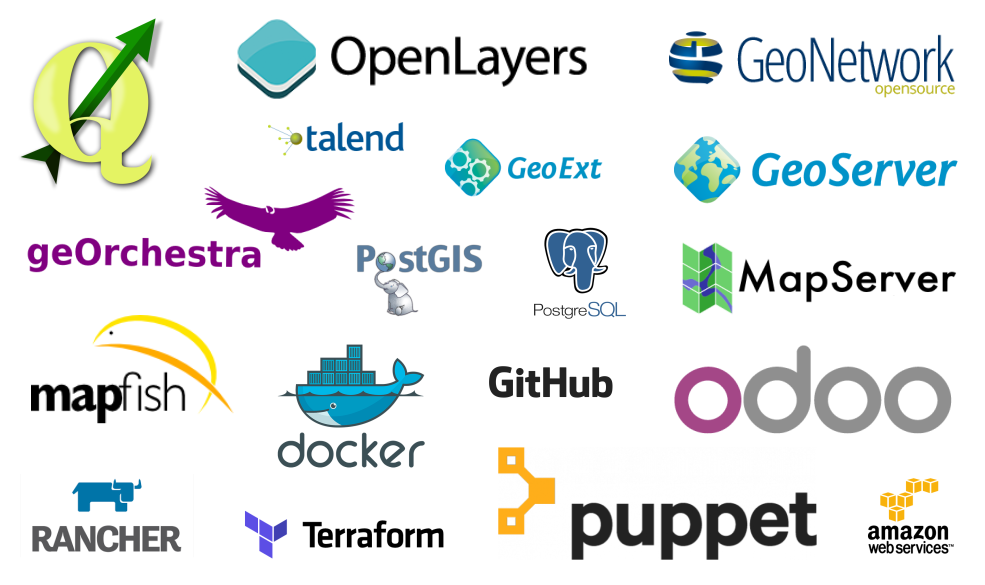 OpenLayers
GeoNetwork
opensource
talend
GeoExt
GeoServer
geOrchestra
PostGIS
PostgreSQL
MapServer
mapfish
docker
GitHub
odoo
RANCHER
Terraform
puppet
amazon
web services™